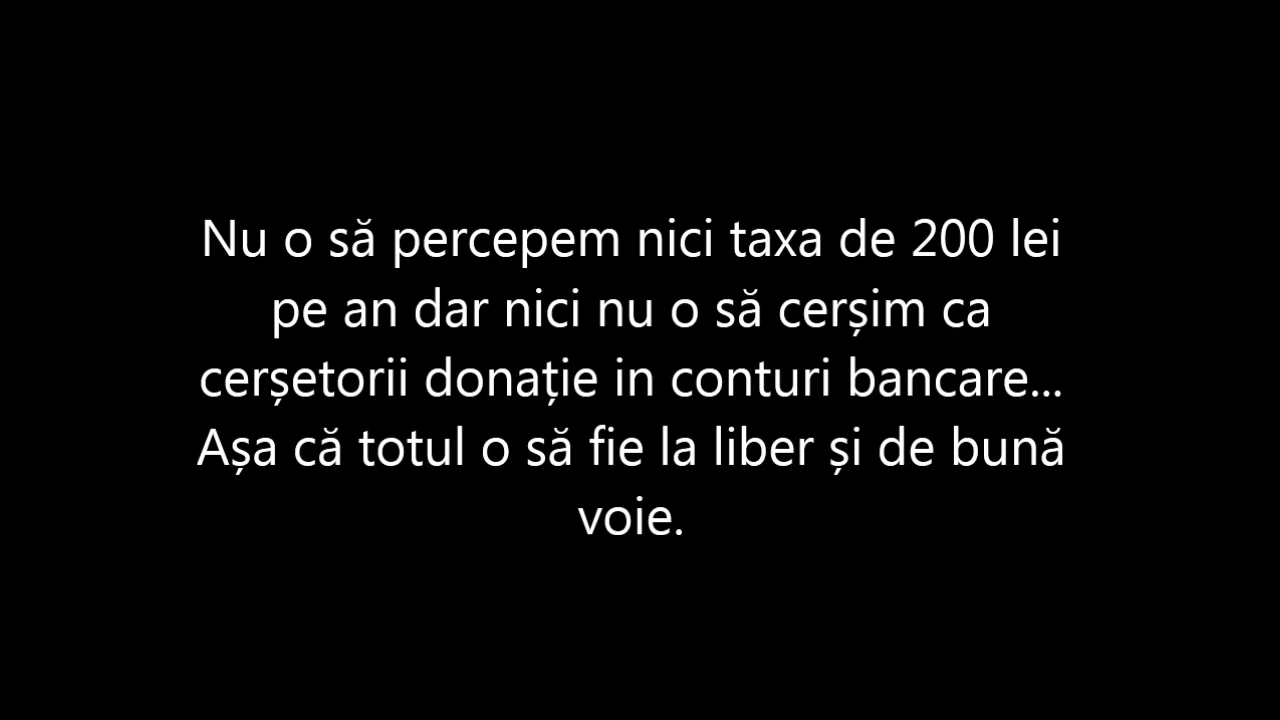 Nu o să percepem nici taxa de 200 lei
pe an dar nici nu o să cerșim ca
cerșetorii donație in conturi bancare...
Așa că totul o să fie la liber și de bună
voie.